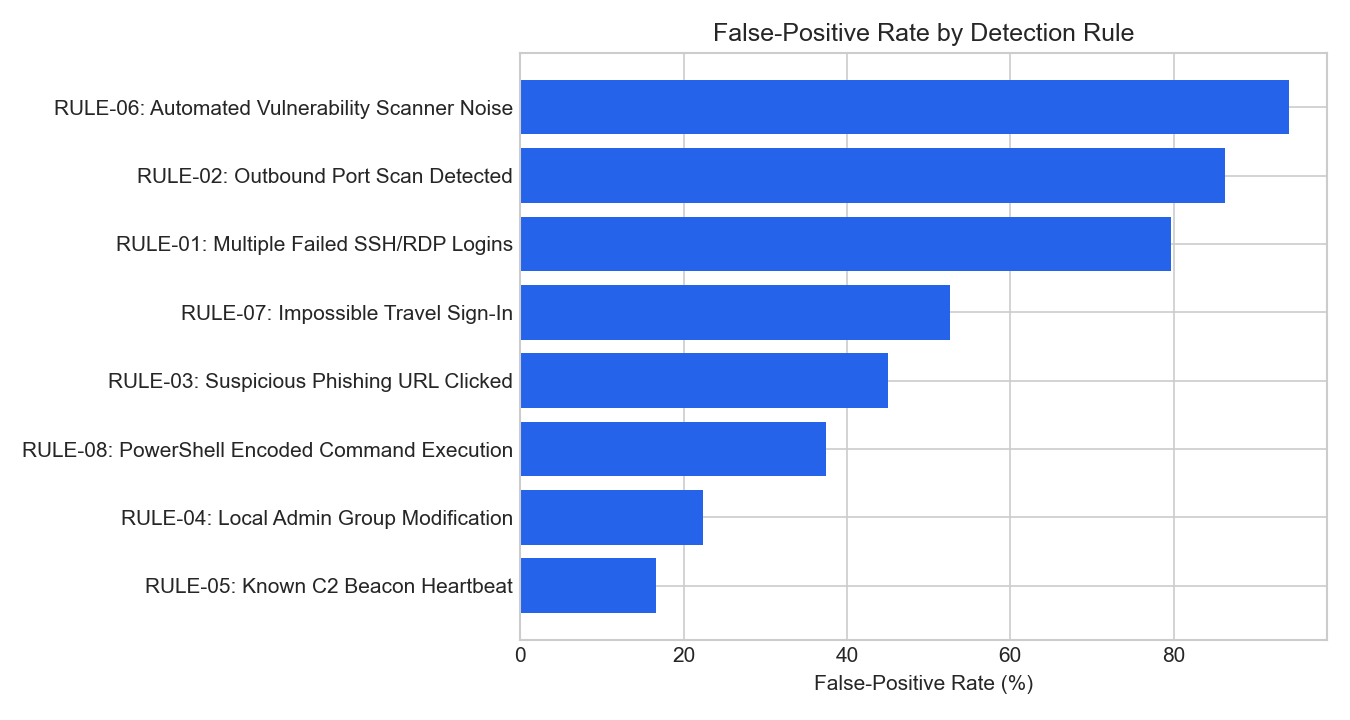 False-Positive Rate by Detection Rule
RULE-06: Automated Vulnerability Scanner Noise
RULE-02: Outbound Port Scan Detected
RULE-01: Multiple Failed SSH/RDP Logins
RULE-07: Impossible Travel Sign-In
RULE-03: Suspicious Phishing URL Clicked
RULE-08: PowerShell Encoded Command Execution
RULE-04: Local Admin Group Modification
RULE-05: Known C2 Beacon Heartbeat
0 20 40 60 80
False-Positive Rate (%)